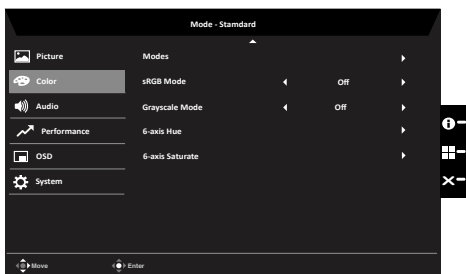 Mode - Stamdard
Picture
Modes
Color
sRGB Mode Off
Audio
Grayscale Mode Off
Performance
6-axis Hue
OSD
6-axis Saturate
System
Move Enter